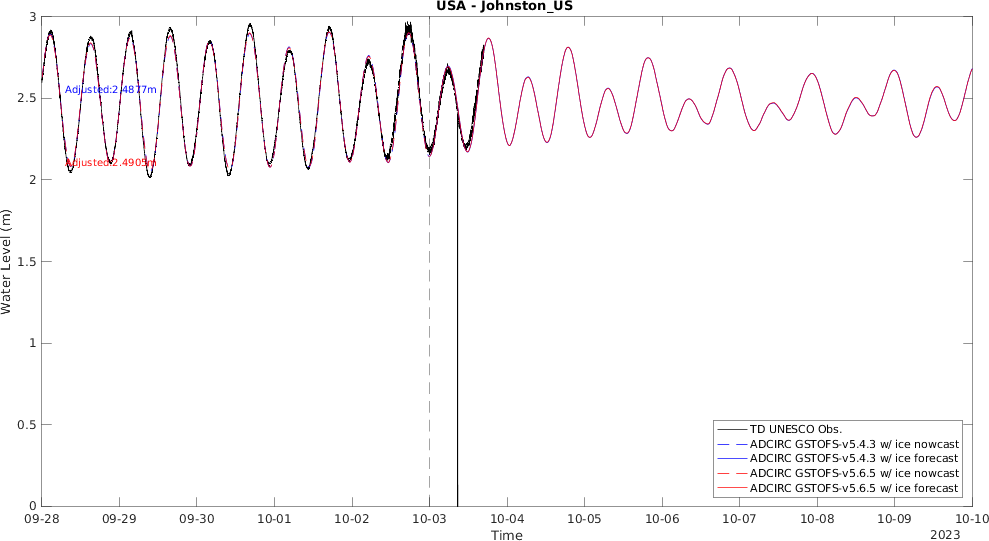 USA - Johnston_US
3
2.5
2
1.5
1
0.5
0
Water Level (m)
Adjusted:2.4877m
Adjusted:2.4905m
TD UNESCO Obs.
ADCIRC GSTOFS-v5.4.3 w/ ice nowcast
ADCIRC GSTOFS-v5.4.3 w/ ice forecast
ADCIRC GSTOFS-v5.6.5 w/ ice nowcast
ADCIRC GSTOFS-v5.6.5 w/ ice forecast
09-28 09-29 09-30 10-01 10-02 10-03 10-04 10-05 10-06 10-07 10-08 10-09 10-10
Time
2023